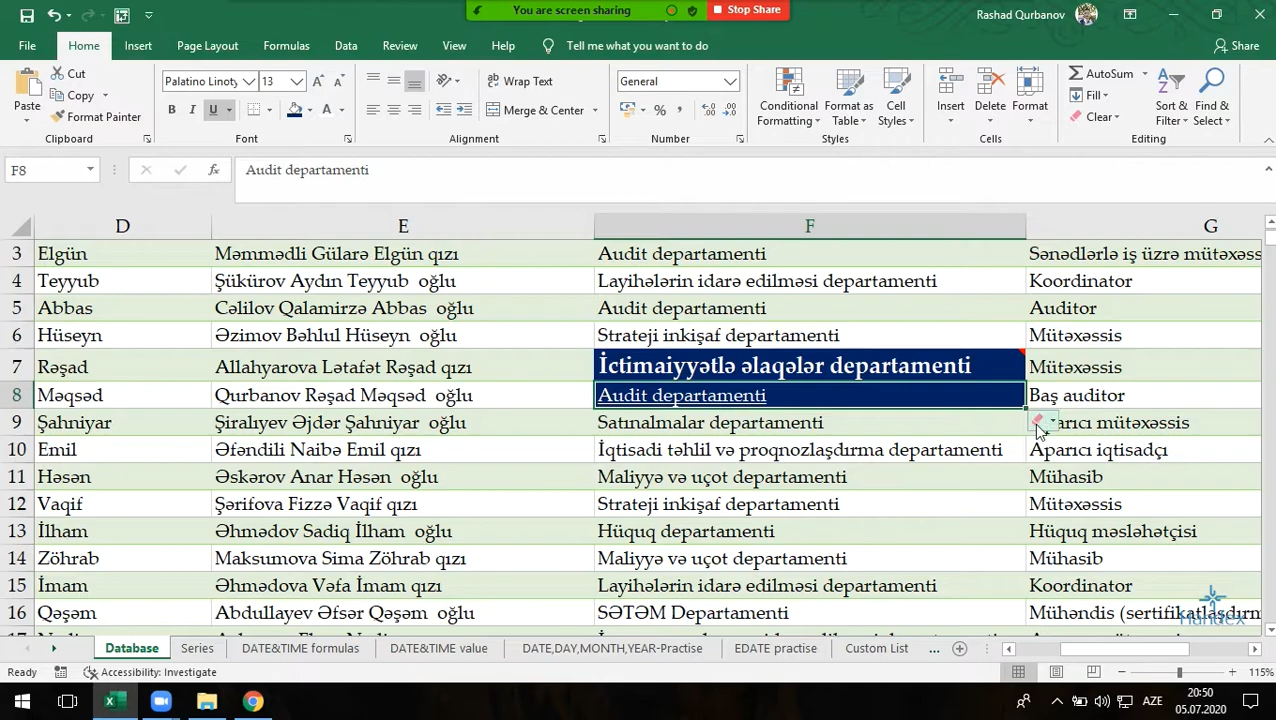 You are screen sharing Stop Share
Rashad Qurbanov
File Home Insert Page Layout Formulas Data Review View Help Tell me what you want to do Share
Paste Cut Copy Format Painter Clipboard
Palatino Linoty 13 B I U A Font
Wrap Text Merge & Center Alignment
General % Number
Conditions Formatting Format as Table Cell Styles Styles
Insert Delete Format Cells
AutoSum Fill Clear Sort & Filter Find & Select Editing
F8 fx Audit departamenti
D E F G
3 Elgün Məmmədli Gülarə Elgün qızı Audit departamenti Sənədlərlə iş üzrə mütəxəss
4 Teyyub Şükürov Aydın Teyyub oğlu Layihələrin idarə edilməsi departamenti Koordinator
5 Abbas Cəlilov Qalamirzə Abbas oğlu Audit departamenti Auditor
6 Hüseyn Əzimov Bəhlul Hüseyn oğlu Strateji inkişaf departamenti Mütəxəssis
7 Rəşad Allahyarova Lətafət Rəşad qızı İctimaiyyətlə əlaqələr departamenti Mütəxəssis
8 Məqsəd Qurbanov Rəşad Məqsəd oğlu Audit departamenti Baş auditor
9 Şahniyar Şiralıyev Əjdər Şahniyar oğlu Satınalmalar departamenti mütəxəssis
10 Emil Əfəndili Naibə Emil qızı İqtisadi təhlil və proqnozlaşdırma departamenti Aparıcı iqtisadçı
11 Həsən Əskərov Anar Həsən oğlu Maliyyə və uçot departamenti Mühasib
12 Vaqif Şərifova Fizzə Vaqif qızı Strateji inkişaf departamenti Mütəxəssis
13 İlham Əhmədov Sadiq İlham oğlu Hüquq departamenti Hüquq məsləhətçisi
14 Zöhrab Maksumova Sima Zöhrab qızı Maliyyə və uçot departamenti Mühasib
15 İmam Əhmədova Vəfa İmam qızı Layihələrin idarə edilməsi departamenti Koordinator
16 Qəşəm Abdullayev Əfsər Qəşəm oğlu SƏTƏM Departamenti Mühəndis (sertifikatlaşdırm
Database Series DATE&TIME formulas DATE&TIME value DATE,DAY,MONTH,YEAR-Practise EDATE practise Custom List ...
Ready Accessibility: Investigate 115%
AZE 20:50
05.07.2020